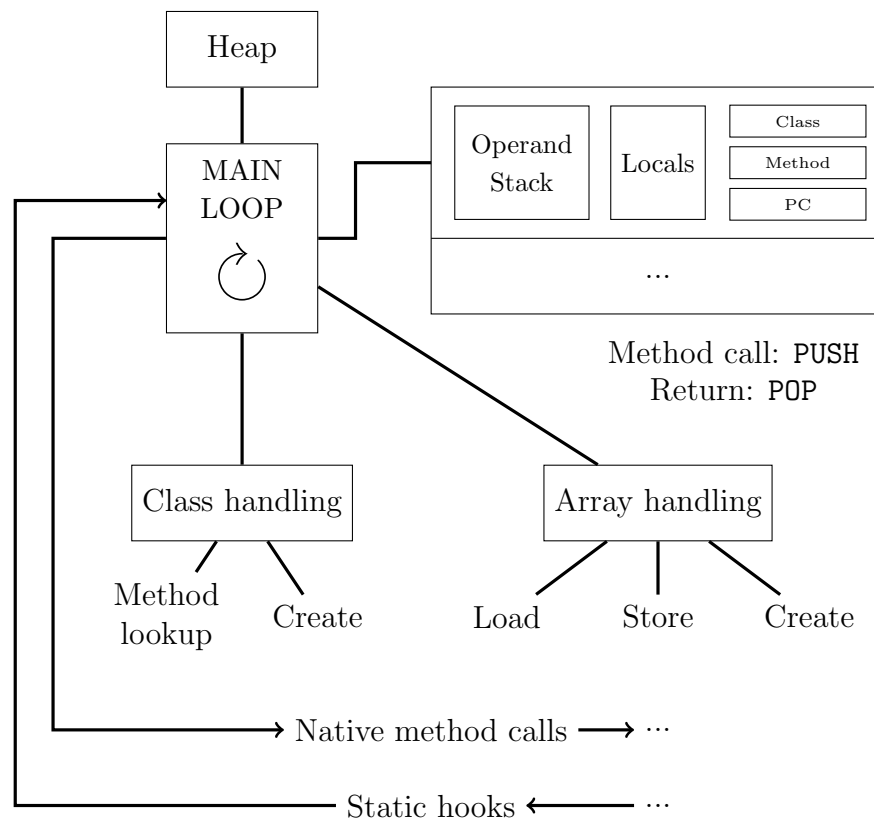 Heap
MAIN
LOOP
Operand
Stack
Locals
Class
Method
PC
...
Method call: PUSH
Return: POP
Class handling
Array handling
Method
lookup
Create
Load
Store
Create
Native method calls
...
Static hooks
...